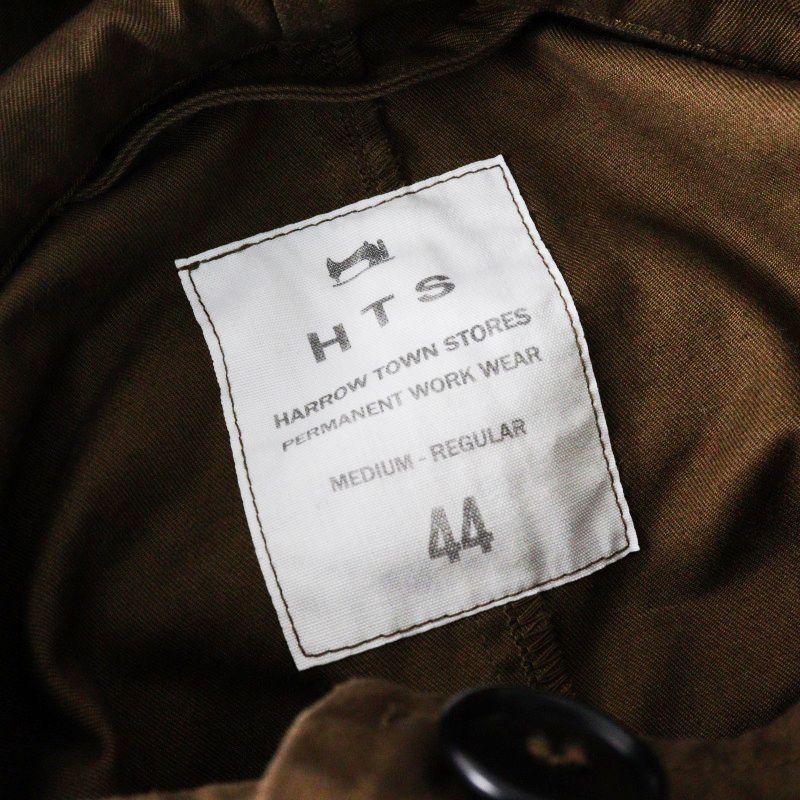 H T S
HARROW TOWN STORES
PERMANENT WORK WEAR
MEDIUM - REGULAR
44